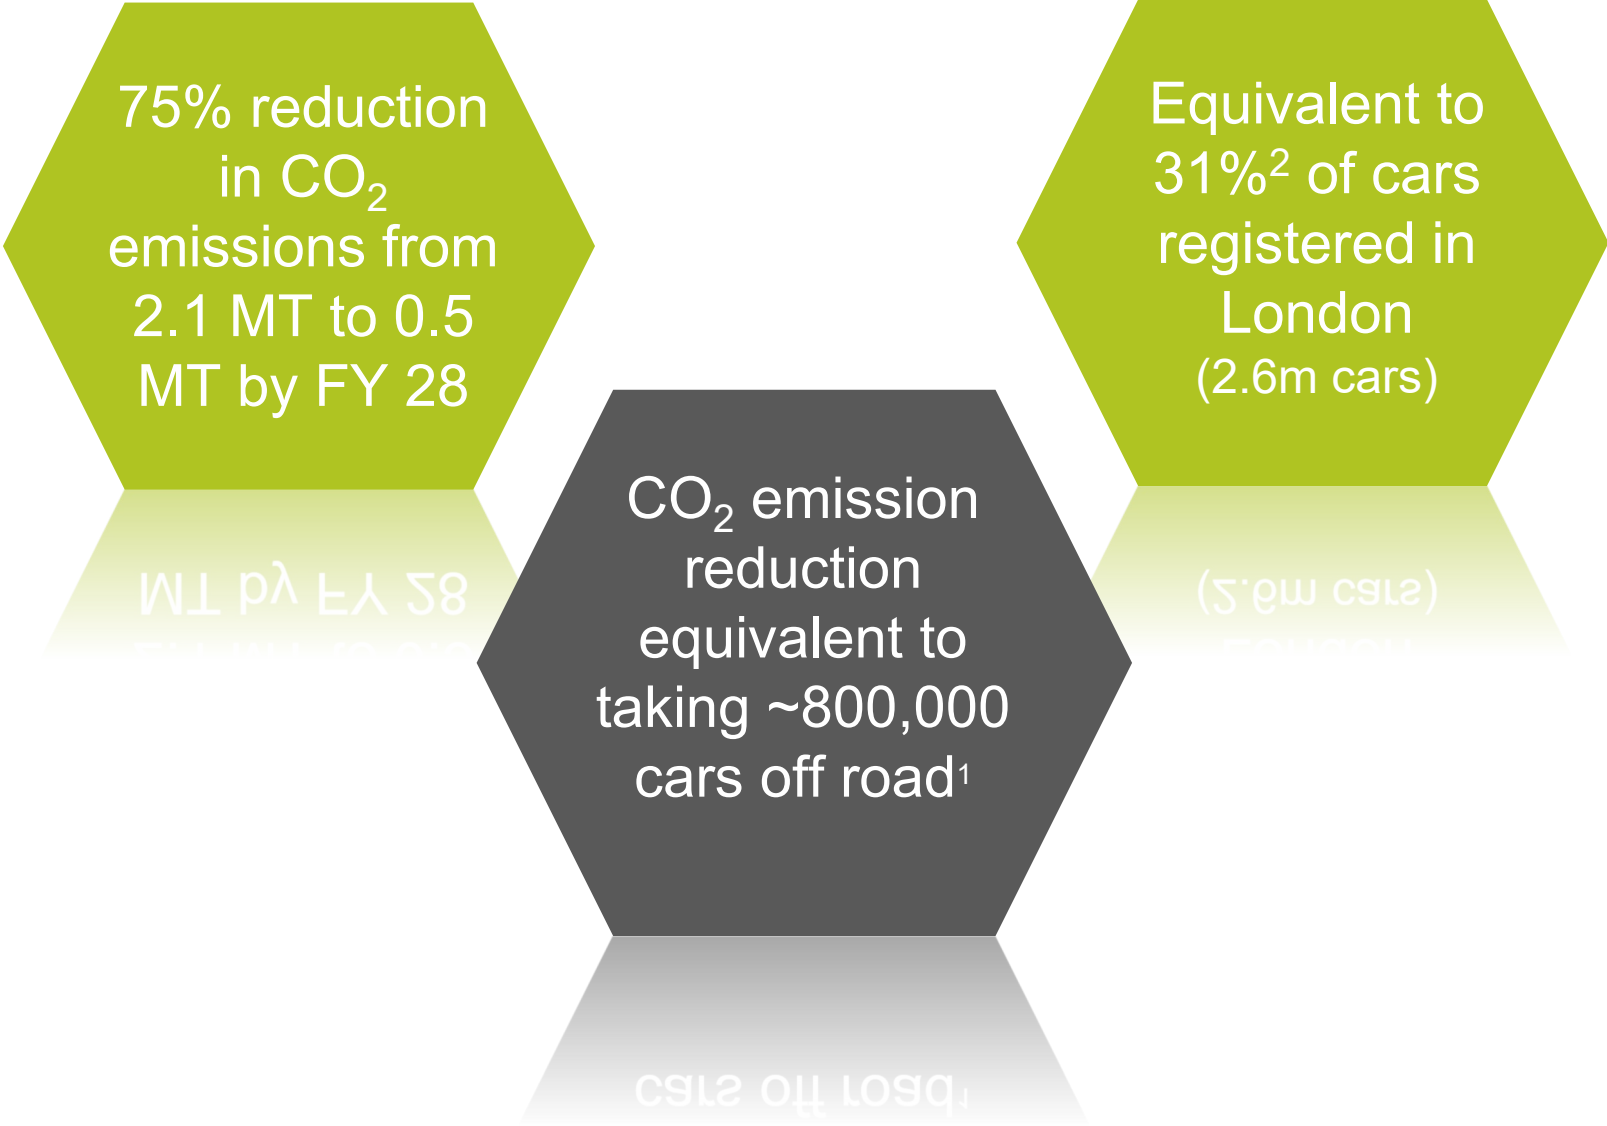 75% reduction
in CO₂
emissions from
2.1 MT to 0.5
MT by FY 28
CO₂ emission
reduction
equivalent to
taking ~800,000
cars off road¹
Equivalent to
31%² of cars
registered in
London
(2.6m cars)